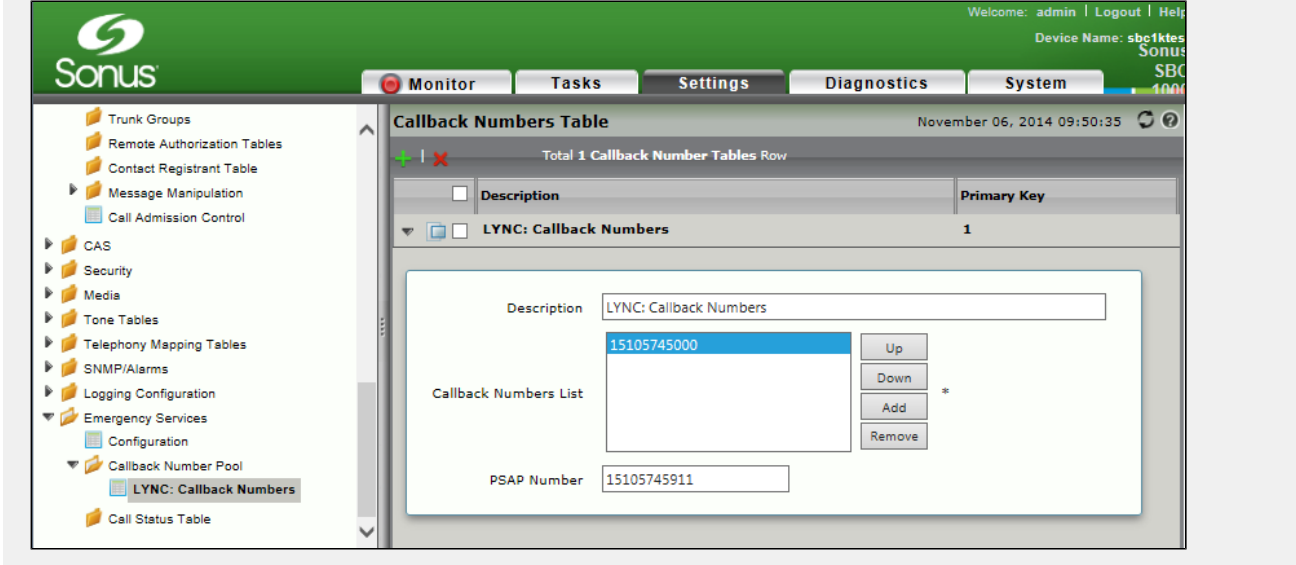 Welcome: admin | Logout | Help
Device Name: sbc1ktes
Sonus
SBC
1000
Sonus
Monitor Tasks Settings Diagnostics System
Trunk Groups
Remote Authorization Tables
Contact Registrant Table
Message Manipulation
Call Admission Control
CAS
Security
Media
Tone Tables
Telephony Mapping Tables
SNMP/Alarms
Logging Configuration
Emergency Services
Configuration
Callback Number Pool
LYNC: Callback Numbers
Call Status Table
Callback Numbers Table November 06, 2014 09:50:35
Total 1 Callback Number Tables Row
Description Primary Key
LYNC: Callback Numbers 1
Description LYNC: Callback Numbers
Callback Numbers List 15105745000
Up
Down
*
Add
Remove
PSAP Number 15105745911